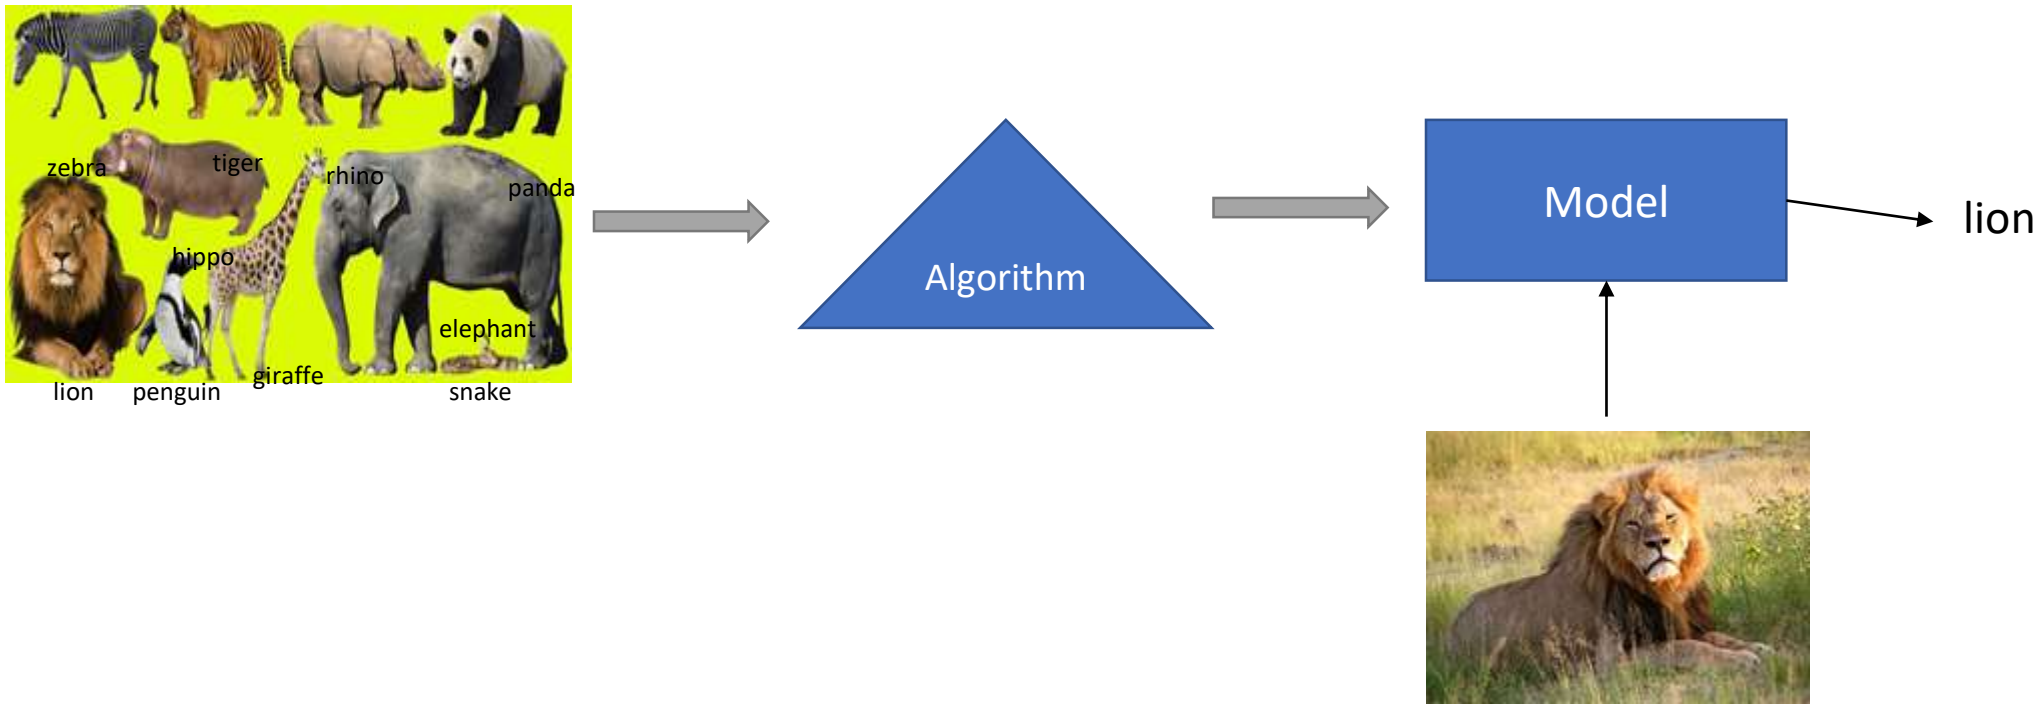 zebra
tiger
rhino
panda
hippo
elephant
giraffe
lion
penguin
snake
Algorithm
Model
lion